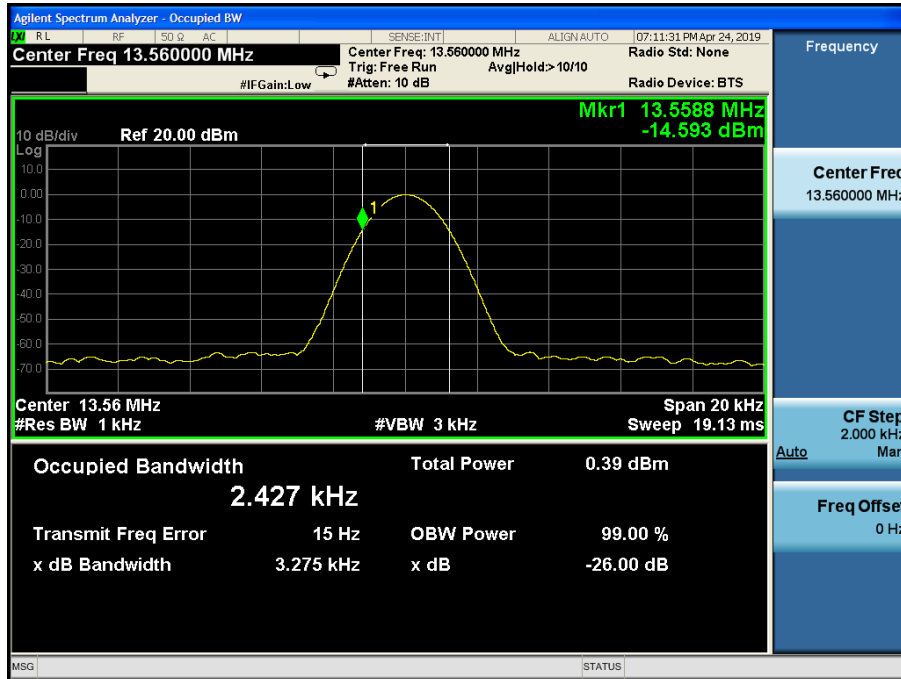 Agilent Spectrum Analyzer - Occupied BW
LXI RL RF 50 Ω AC SENSE:INT ALIGNAUTO 07:11:31 PM Apr 24, 2019
Center Freq 13.560000 MHz Center Freq: 13.560000 MHz Radio Std: None
Trig: Free Run Avg|Hold:>10/10
#IFGain:Low #Atten: 10 dB Radio Device: BTS
Frequency
Mkr1 13.5588 MHz
10 dB/div Ref 20.00 dBm -14.593 dBm
Log
10.0
0.00
-10.0
-20.0
-30.0
-40.0
-50.0
-60.0
-70.0
1
Center 13.56 MHz Span 20 kHz
#Res BW 1 kHz #VBW 3 kHz Sweep 19.13 ms
Occupied Bandwidth Total Power 0.39 dBm
2.427 kHz
Transmit Freq Error 15 Hz OBW Power 99.00 %
x dB Bandwidth 3.275 kHz x dB -26.00 dB
Center Freq
13.560000 MHz
CF Step
2.000 kHz
Auto Man
Freq Offset
0 Hz
MSG STATUS